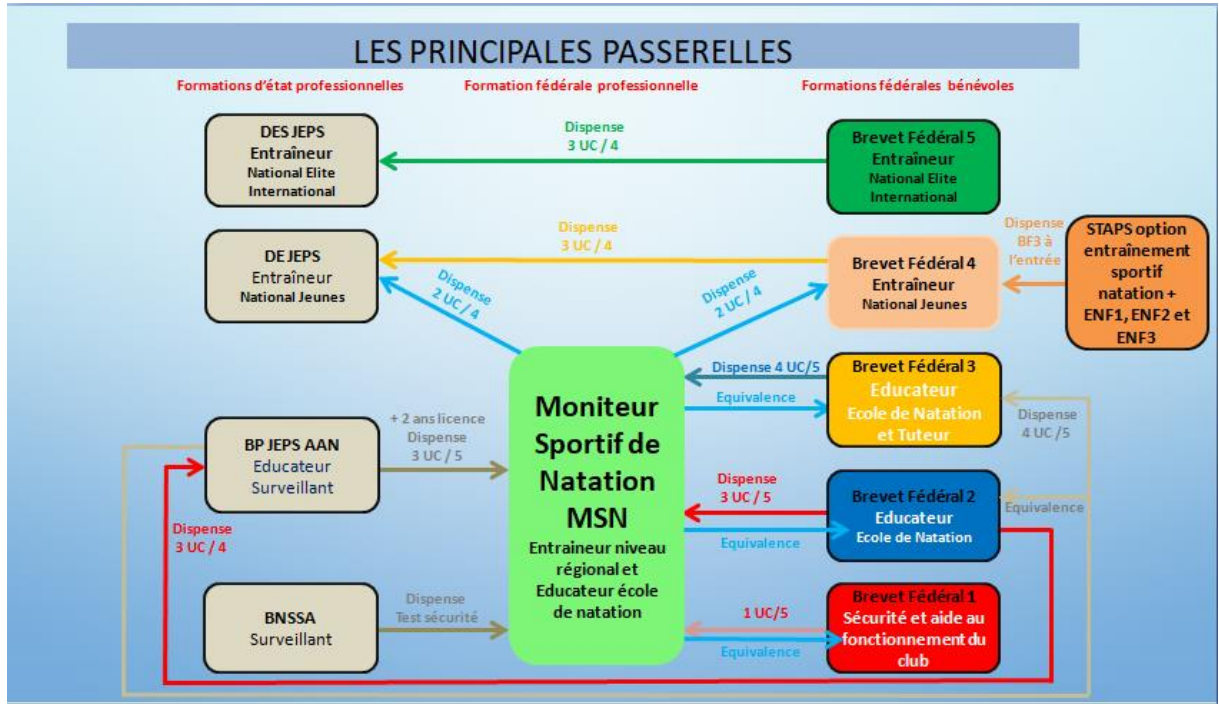 LES PRINCIPALES PASSERELLES
Formations d'état professionnelles
Formation fédérale professionnelle
Formations fédérales bénévoles
DES JEPS
Entraîneur
National Elite
International
Dispense
3 UC / 4
Brevet Fédéral 5
Entraîneur
National Elite
International
DE JEPS
Entraîneur
National Jeunes
Dispense
3 UC / 4
Dispense
2 UC / 4
Dispense
2 UC / 4
Brevet Fédéral 4
Entraîneur
National Jeunes
Dispense
BF3 à
l'entrée
STAPS option
entraînement
sportif
natation +
ENF1, ENF2 et
ENF3
Moniteur
Sportif de
Natation
MSN
Entraineur niveau
régional et
Educateur école
de natation
Dispense 4 UC/5
Equivalence
Brevet Fédéral 3
Educateur
Ecole de Natation
et Tuteur
Dispense
4 UC /5
BP JEPS AAN
Educateur
Surveillant
+ 2 ans licence
Dispense
3 UC / 5
Dispense
3 UC / 5
Equivalence
Brevet Fédéral 2
Educateur
Ecole de Natation
Equivalence
Dispense
3 UC / 4
BNSSA
Surveillant
Dispense
Test sécurité
1 UC/5
Equivalence
Brevet Fédéral 1
Sécurité et aide au
fonctionnement du
club